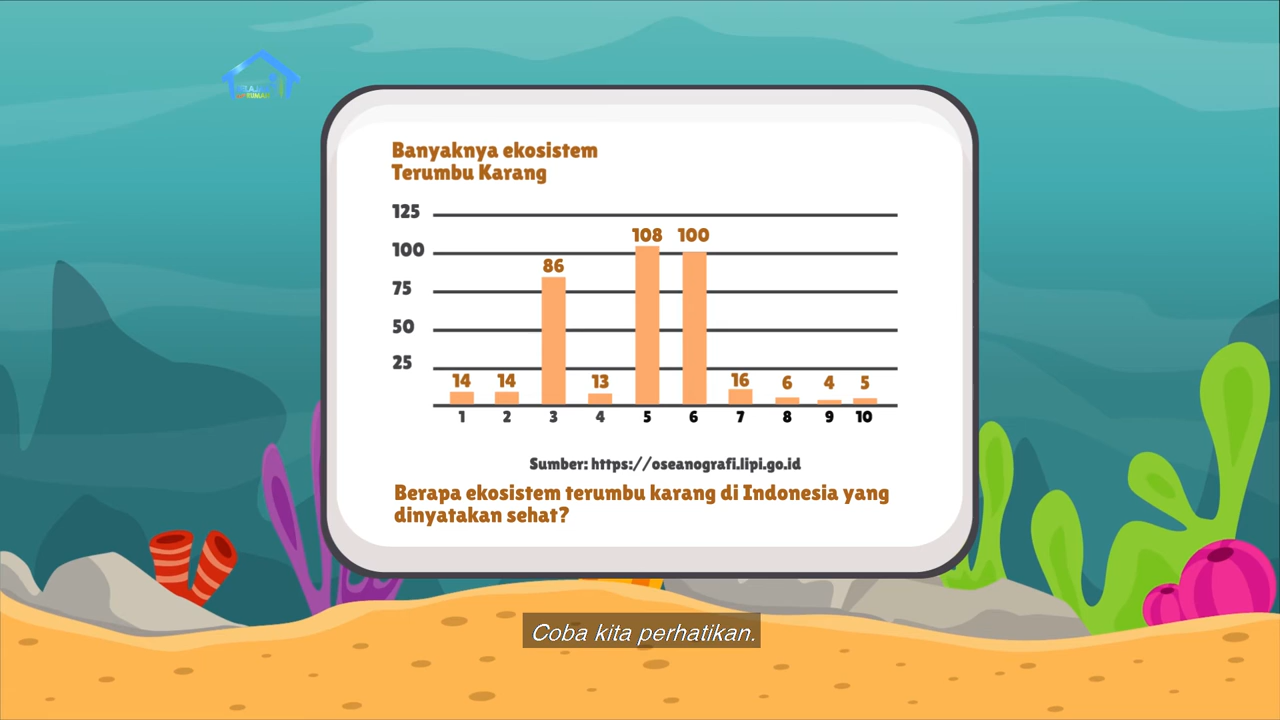 Banyaknya ekosistem
Terumbu Karang
125
100
75
50
25
14 14 86 13 108 100 16 6 4 5
1 2 3 4 5 6 7 8 9 10
Sumber: https://oseanografi.lipi.go.id
Berapa ekosistem terumbu karang di Indonesia yang
dinyatakan sehat?
Coba kita perhatikan.